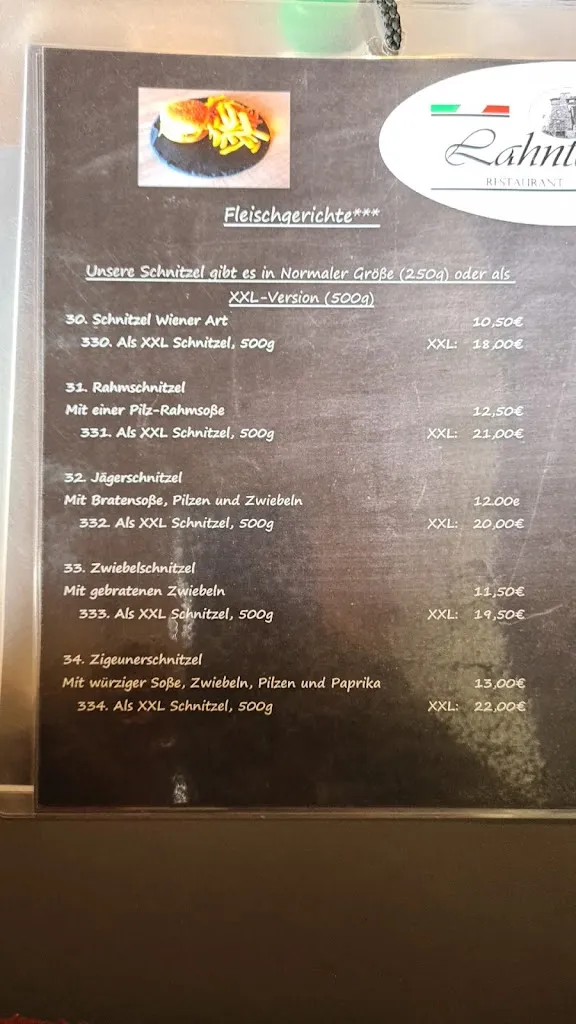 RESTAURANT
Fleischgerichte***
Unsere Schnitzel gibt es in Normaler Größe (250g) oder als
XXL-Version (500g)
30. Schnitzel Wiener Art 10,50€
330. Als XXL Schnitzel, 500g XXL: 18,00€
31. Rahmschnitzel
Mit einer Pilz-Rahmsoße 12,50€
331. Als XXL Schnitzel, 500g XXL: 21,00€
32. Jägerschnitzel
Mit Bratensoße, Pilzen und Zwiebeln 12.00e
332. Als XXL Schnitzel, 500g XXL: 20,00€
33. Zwiebelschnitzel
Mit gebratenen Zwiebeln 11,50€
333. Als XXL Schnitzel, 500g XXL: 19,50€
34. Zigeunerschnitzel
Mit würziger Soße, Zwiebeln, Pilzen und Paprika 13,00€
334. Als XXL Schnitzel, 500g XXL: 22,00€